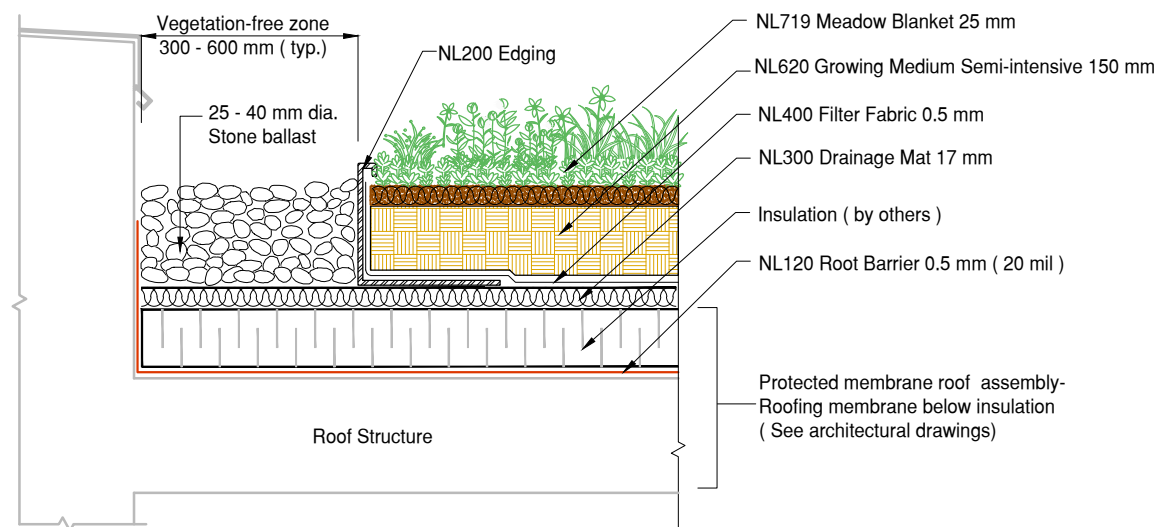 Vegetation-free zone
300 - 600 mm ( typ.)
NL200 Edging
25 - 40 mm dia.
Stone ballast
NL719 Meadow Blanket 25 mm
NL620 Growing Medium Semi-intensive 150 mm
NL400 Filter Fabric 0.5 mm
NL300 Drainage Mat 17 mm
Insulation ( by others )
NL120 Root Barrier 0.5 mm ( 20 mil )
Protected membrane roof assembly-
Roofing membrane below insulation
( See architectural drawings)
Roof Structure